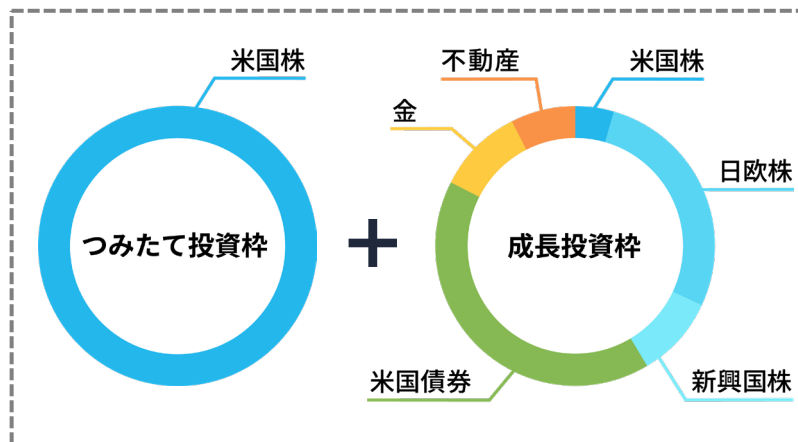 米国株
つみたて投資枠
+
不動産
米国株
金
日欧株
成長投資枠
米国債券
新興国株